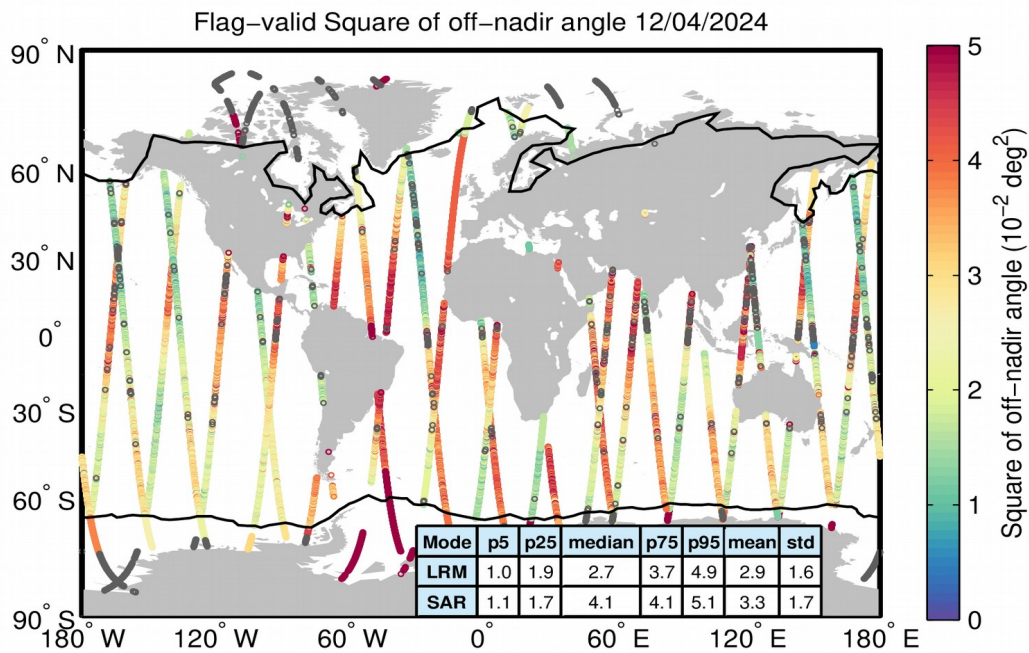 Flag-valid Square of off-nadir angle 12/04/2024
90° N
60° N
30° N
0°
30° S
60° S
90° S
180° W
120° W
60° W
0°
60° E
120° E
180° E
Mode p5 p25 median p75 p95 mean std
LRM 1.0 1.9 2.7 3.7 4.9 2.9 1.6
SAR 1.1 1.7 4.1 4.1 5.1 3.3 1.7
5
4
3
2
1
0
Square of off-nadir angle (10⁻² deg²)